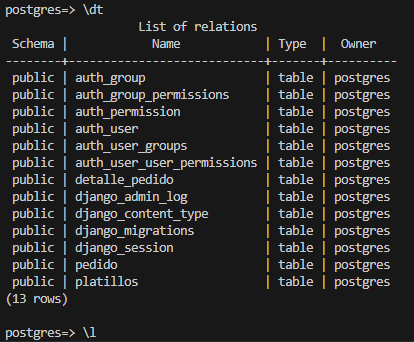 postgres=> \dt
List of relations
Schema | Name | Type | Owner
--------+----------------------------+-------+----------
public | auth_group | table | postgres
public | auth_group_permissions | table | postgres
public | auth_permission | table | postgres
public | auth_user | table | postgres
public | auth_user_groups | table | postgres
public | auth_user_user_permissions | table | postgres
public | detalle_pedido | table | postgres
public | django_admin_log | table | postgres
public | django_content_type | table | postgres
public | django_migrations | table | postgres
public | django_session | table | postgres
public | pedido | table | postgres
public | platillos | table | postgres
(13 rows)
postgres=> \l